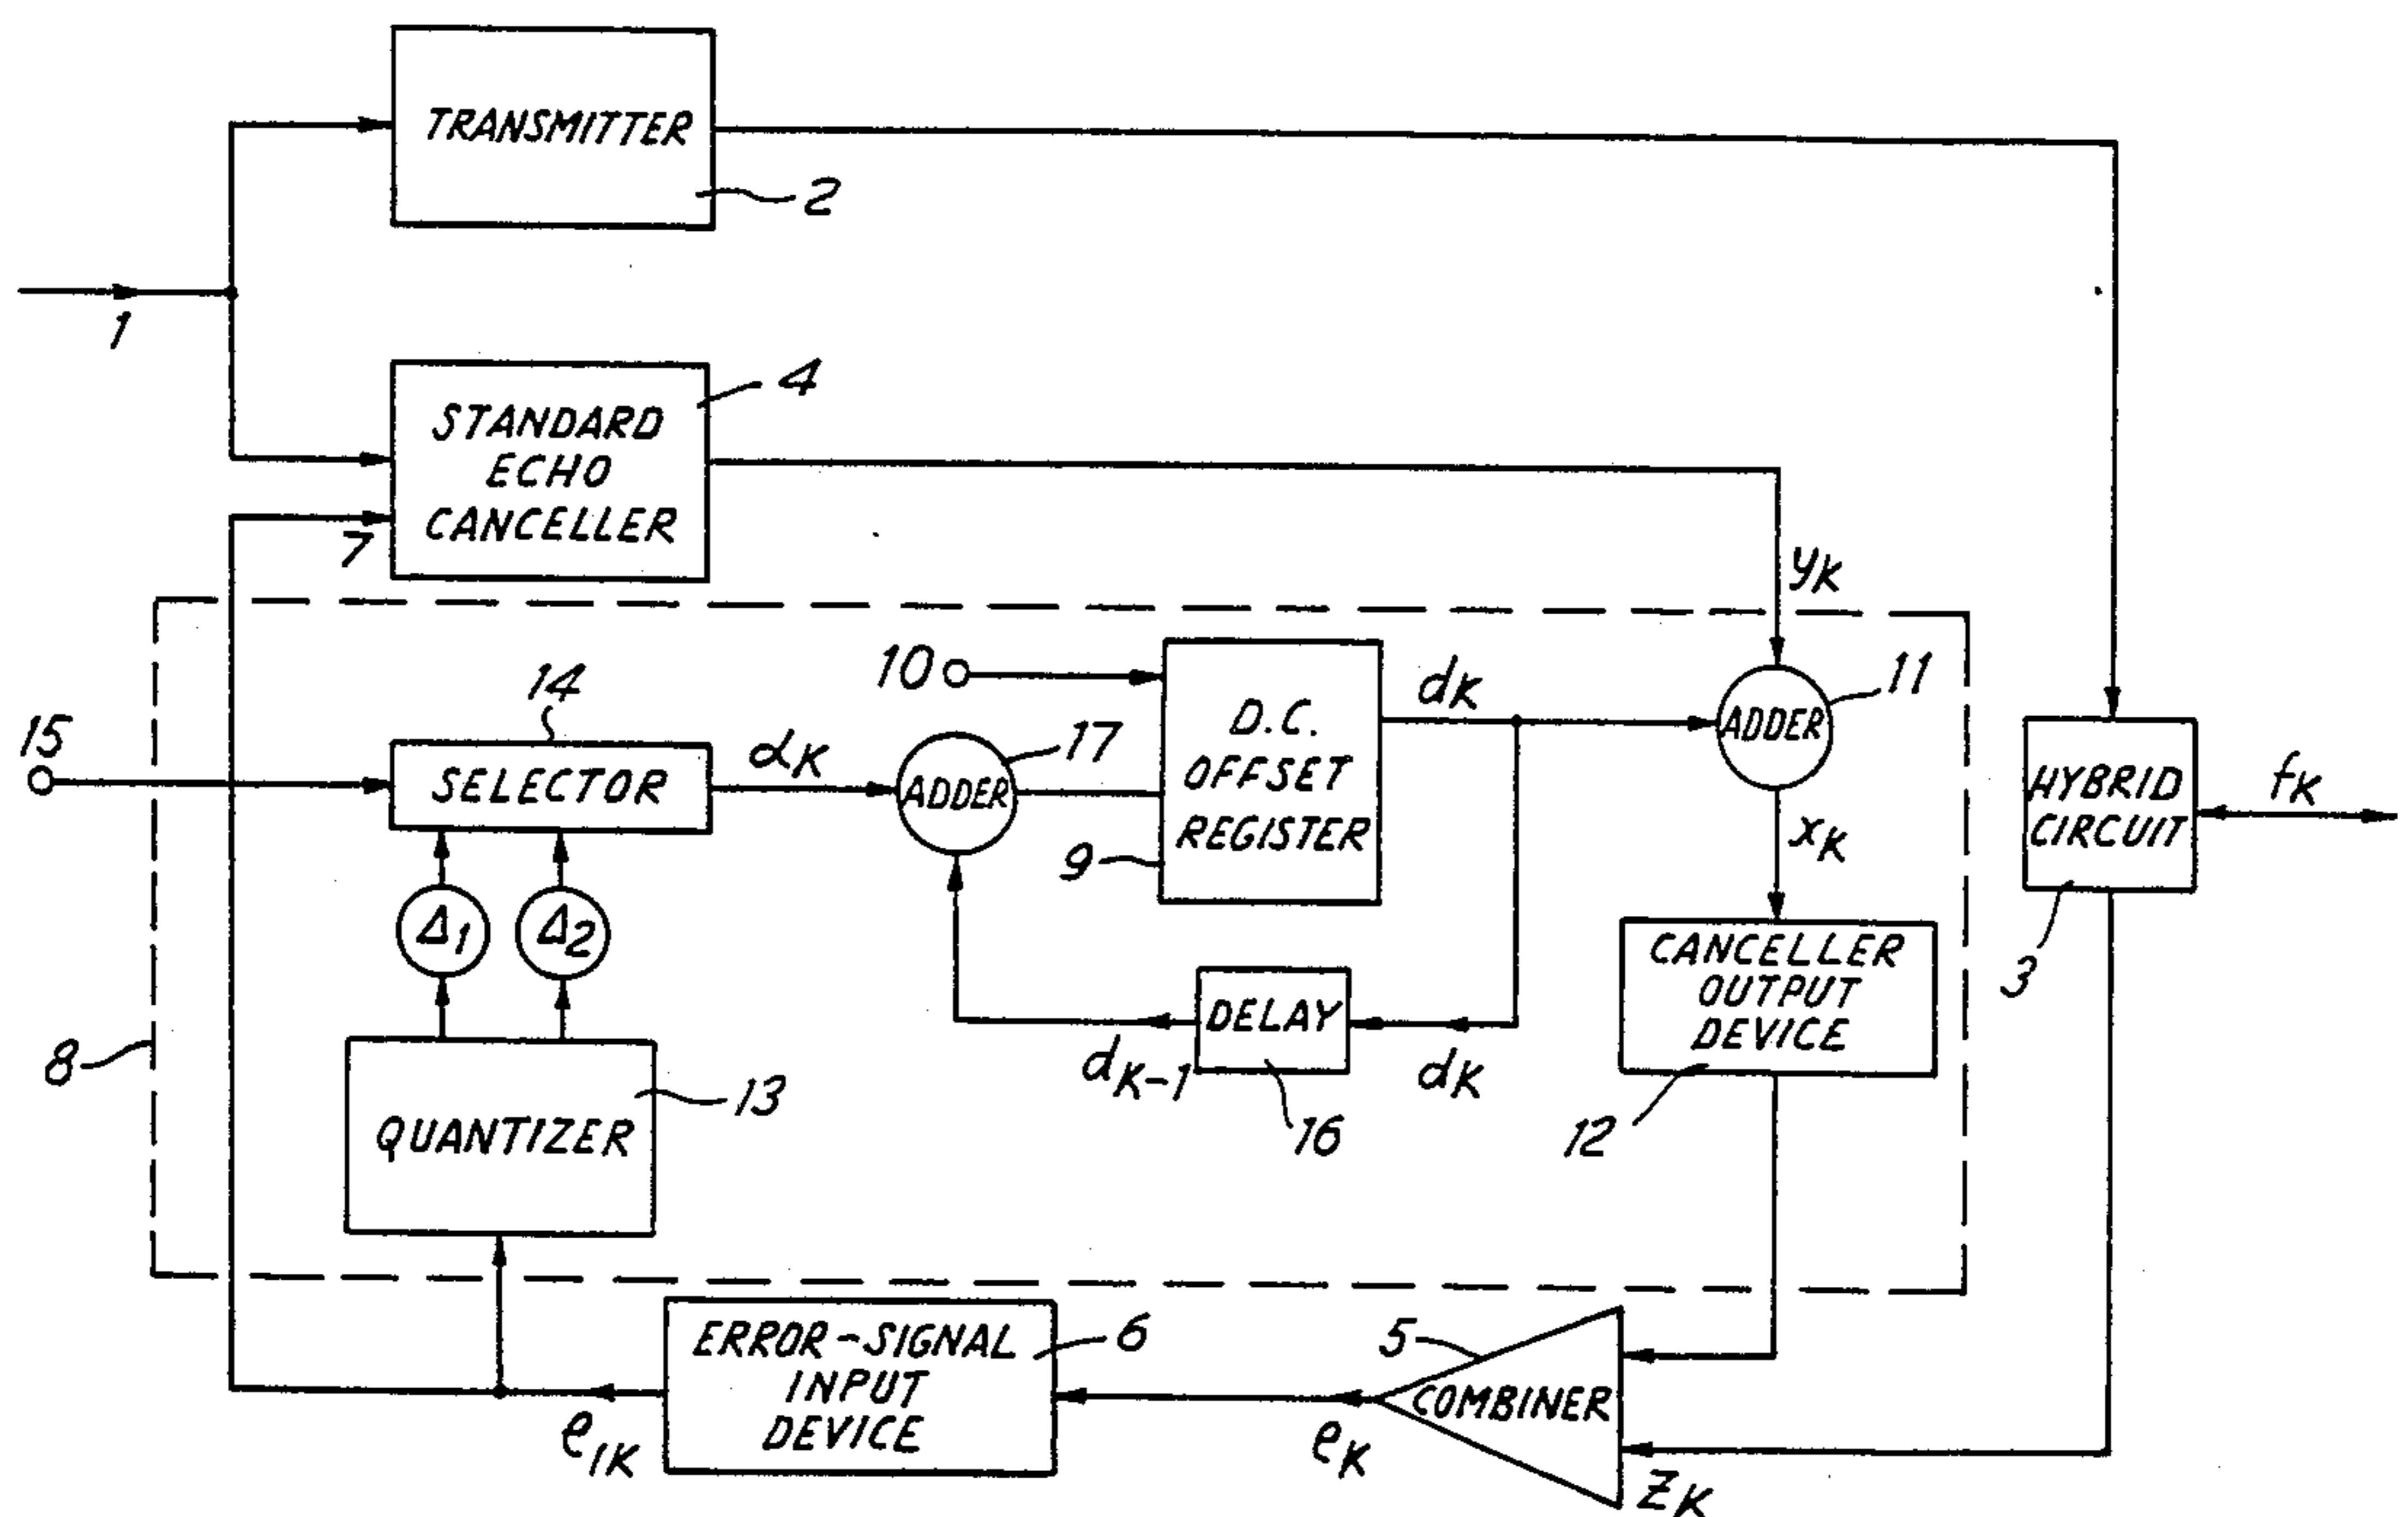 TRANSMITTER
2
1
STANDARD
ECHO
CANCELLER
4
7
yK
10
D.C.
OFFSET
REGISTER
9
dK
ADDER
11
14
15
SELECTOR
αK
ADDER
17
HYBRID
CIRCUIT
3
fK
xK
Δ1
Δ2
CANCELLER
OUTPUT
DEVICE
12
DELAY
16
dK-1
dK
8
QUANTIZER
13
ERROR-SIGNAL
INPUT
DEVICE
6
5
COMBINER
e1K
eK
zK